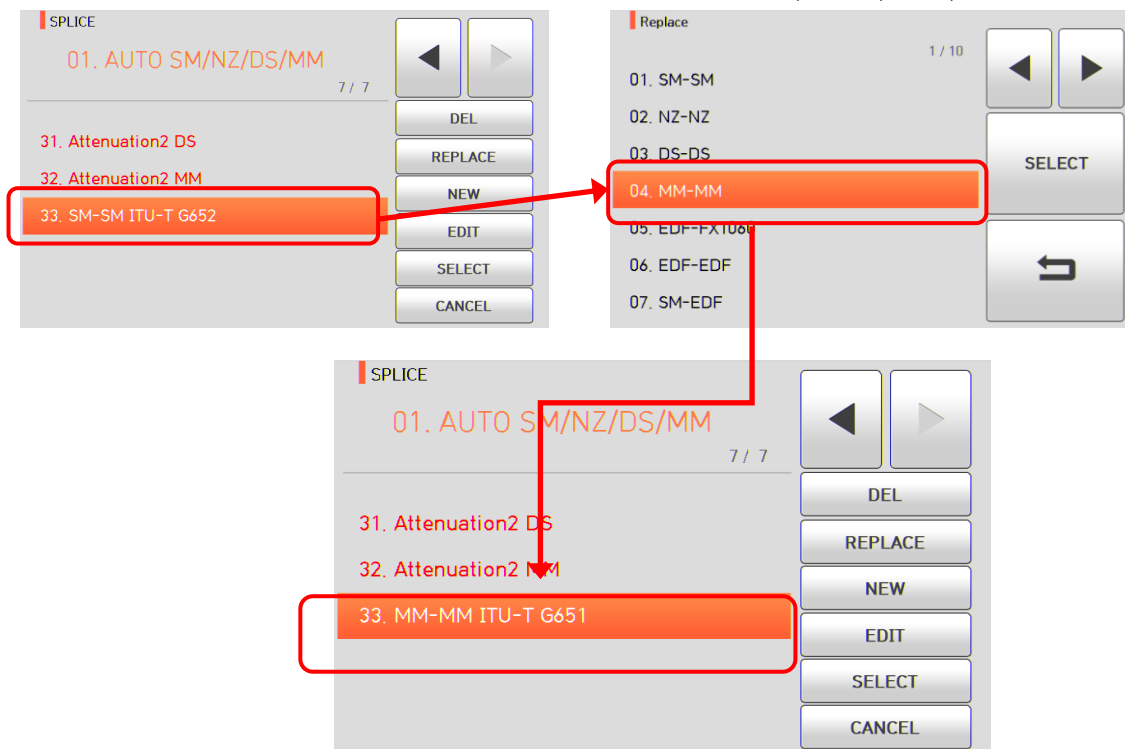 SPLICE
01. AUTO SM/NZ/DS/MM
7/ 7
31. Attenuation2 DS
32. Attenuation2 MM
33. SM-SM ITU-T G652
DEL
REPLACE
NEW
EDIT
SELECT
CANCEL
Replace
1 / 10
01. SM-SM
02. NZ-NZ
03. DS-DS
04. MM-MM
05. EDF-FX1060
06. EDF-EDF
07. SM-EDF
SELECT
SPLICE
01. AUTO SM/NZ/DS/MM
7/ 7
31. Attenuation2 DS
32. Attenuation2 MM
33. MM-MM ITU-T G651
DEL
REPLACE
NEW
EDIT
SELECT
CANCEL